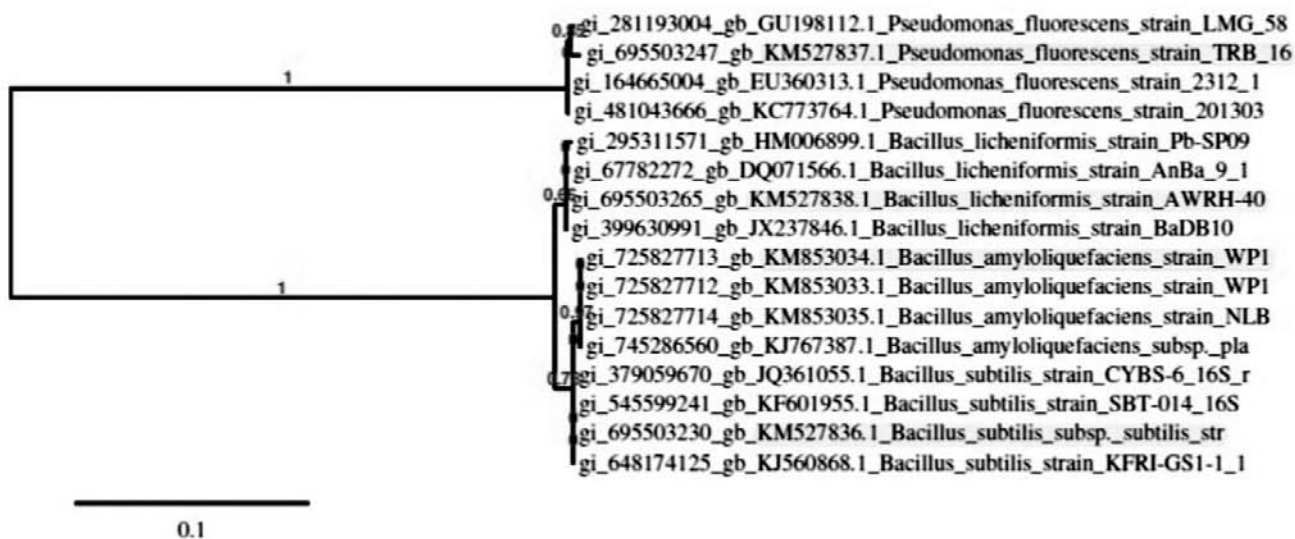 gi_281193004_gb_GU198112.1_Pseudomonas_fluorescens_strain_LMG_58
gi_695503247_gb_KM527837.1_Pseudomonas_fluorescens_strain_TRB_16
1
gi_164665004_gb_EU360313.1_Pseudomonas_fluorescens_strain_2312_1
gi_481043666_gb_KC773764.1_Pseudomonas_fluorescens_strain_201303
gi_295311571_gb_HM006899.1_Bacillus_licheniformis_strain_Pb-SP09
gi_67782272_gb_DQ071566.1_Bacillus_licheniformis_strain_AnBa_9_1
gi_695503265_gb_KM527838.1_Bacillus_licheniformis_strain_AWRH-40
gi_399630991_gb_JX237846.1_Bacillus_licheniformis_strain_BaDB10
gi_725827713_gb_KM853034.1_Bacillus_amyloliquefaciens_strain_WP1
1
gi_725827712_gb_KM853033.1_Bacillus_amyloliquefaciens_strain_WP1
gi_725827714_gb_KM853035.1_Bacillus_amyloliquefaciens_strain_NLB
gi_745286560_gb_KJ767387.1_Bacillus_amyloliquefaciens_subsp._pla
gi_379059670_gb_JQ361055.1_Bacillus_subtilis_strain_CYBS-6_16S_r
gi_545599241_gb_KF601955.1_Bacillus_subtilis_strain_SBT-014_16S
gi_695503230_gb_KM527836.1_Bacillus_subtilis_subsp._subtilis_str
gi_648174125_gb_KJ560868.1_Bacillus_subtilis_strain_KFRI-GS1-1_1
0.1